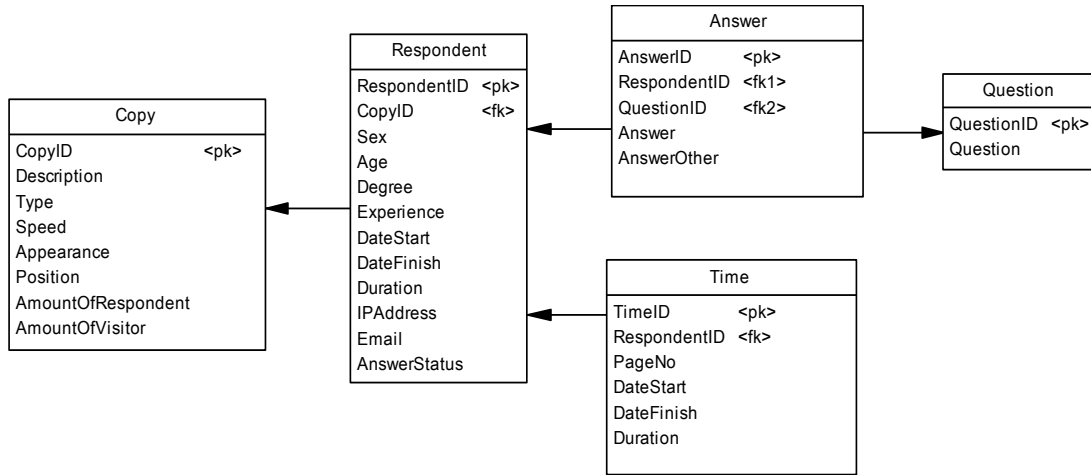 Copy
CopyID <pk>
Description
Type
Speed
Appearance
Position
AmountOfRespondent
AmountOfVisitor
Respondent
RespondentID <pk>
CopyID <fk>
Sex
Age
Degree
Experience
DateStart
DateFinish
Duration
IPAddress
Email
AnswerStatus
Answer
AnswerID <pk>
RespondentID <fk1>
QuestionID <fk2>
Answer
AnswerOther
Time
TimeID <pk>
RespondentID <fk>
PageNo
DateStart
DateFinish
Duration
Question
QuestionID <pk>
Question